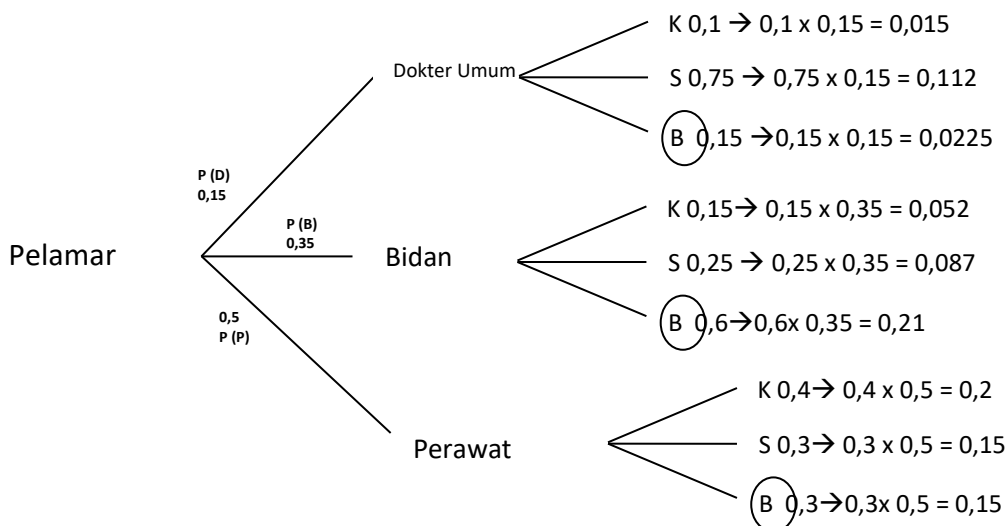 K 0,1 → 0,1 x 0,15 = 0,015
Dokter Umum
S 0,75 → 0,75 x 0,15 = 0,112
B 0,15 →0,15 x 0,15 = 0,0225
P (D)
0,15
K 0,15→ 0,15 x 0,35 = 0,052
P (B)
0,35
Pelamar
Bidan
S 0,25 → 0,25 x 0,35 = 0,087
0,5
P (P)
B 0,6→0,6x 0,35 = 0,21
K 0,4→ 0,4 x 0,5 = 0,2
Perawat
S 0,3→ 0,3 x 0,5 = 0,15
B 0,3→0,3x 0,5 = 0,15